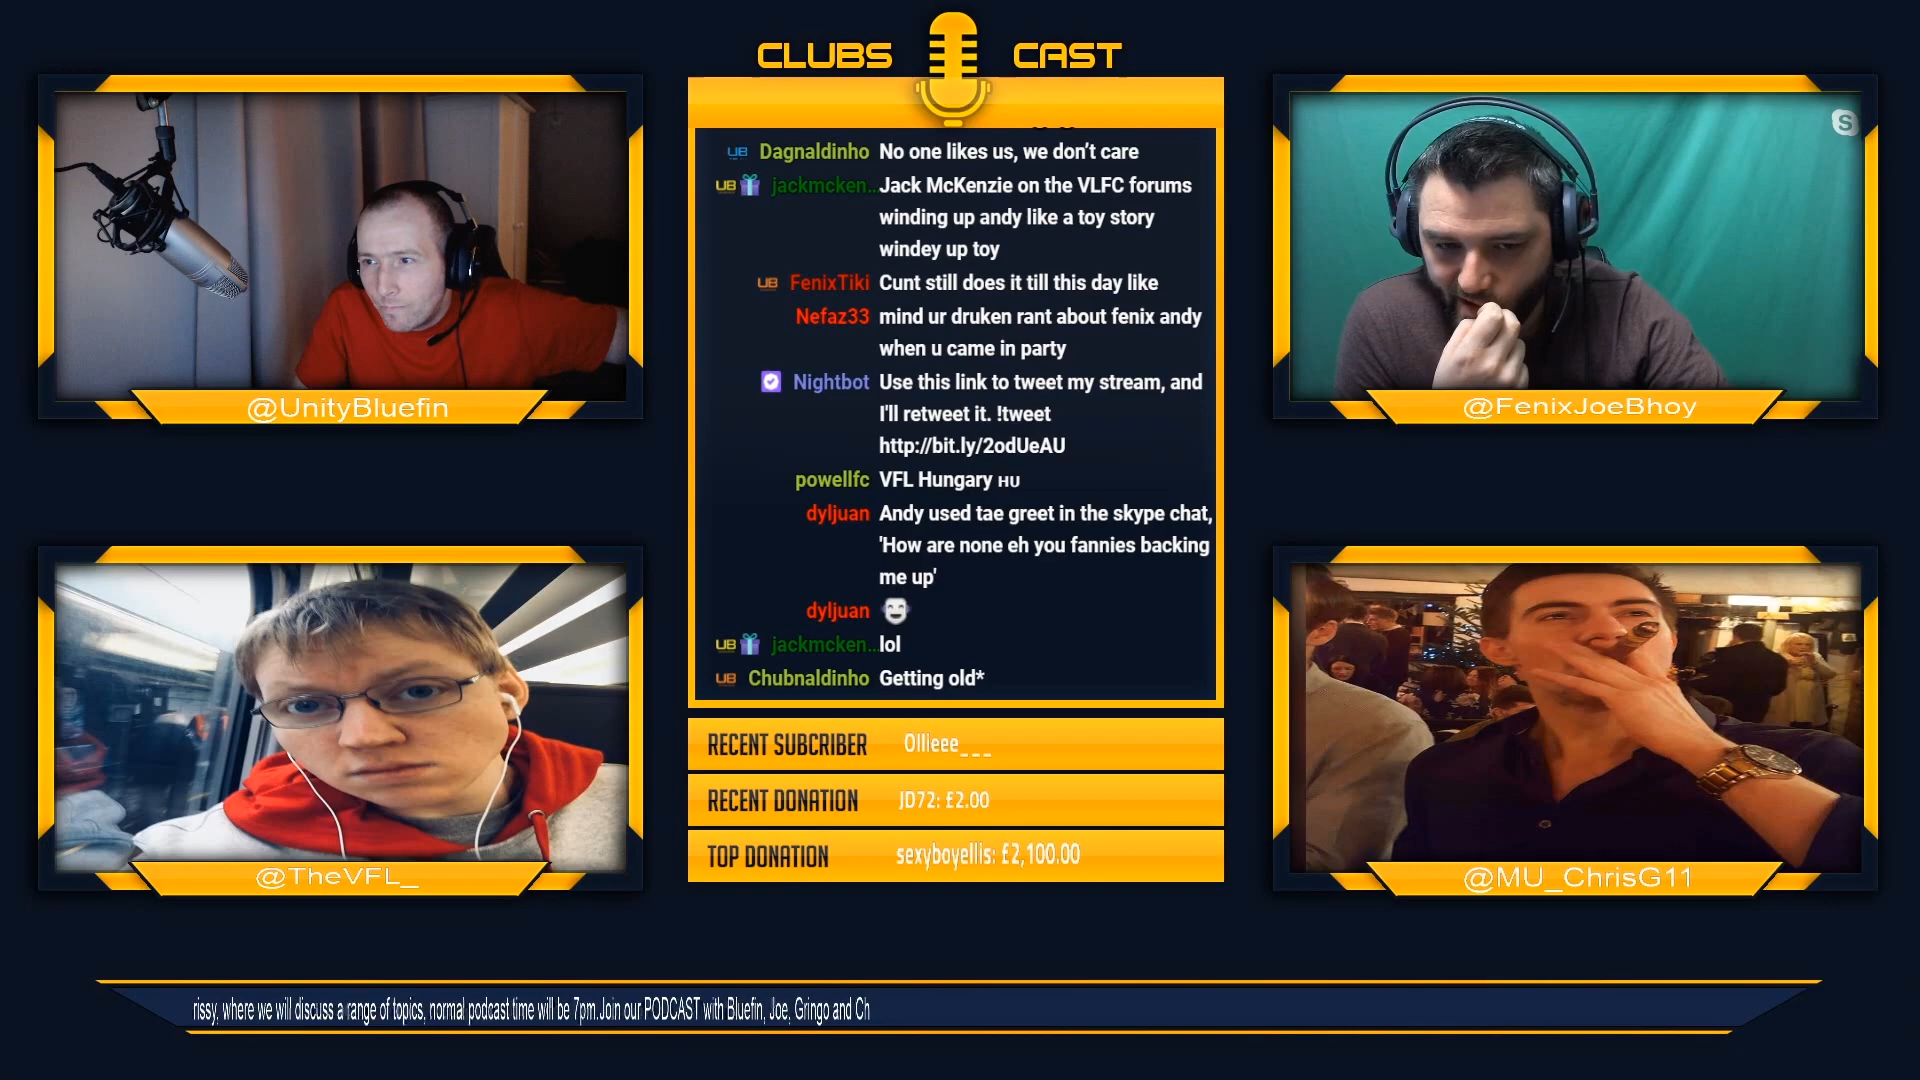 CLUBS CAST
Dagnaldinho No one likes us, we don’t care
UB jackmcken… Jack McKenzie on the VLFC forums
winding up andy like a toy story
windey up toy
UB FenixTiki Cunt still does it till this day like
Nefaz33 mind ur druken rant about fenix andy
when u came in party
Nightbot Use this link to tweet my stream, and
I'll retweet it. !tweet
http://bit.ly/2odUeAU
powellfc VFL Hungary HU
dyljuan Andy used tae greet in the skype chat,
'How are none eh you fannies backing
me up'
dyljuan
UB jackmcken… lol
UB Chubnaldinho Getting old*
RECENT SUBCRIBER Ollieee___
RECENT DONATION JD72: £2.00
TOP DONATION sexyboyellis: £2,100.00
@UnityBluefin
@FenixJoeBhoy
S
@TheVFL_
@MU_ChrisG11
rissy, where we will discuss a range of topics, normal podcast time will be 7pm.Join our PODCAST with Bluefin, Joe, Gringo and Ch